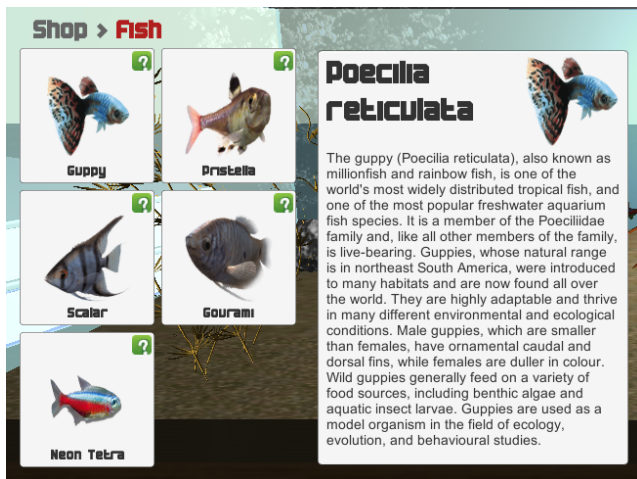 Shop > Fish
?
?
Guppy
Pristella
?
?
Scalar
Gourami
?
Neon Tetra
Poecilia
reticulata
The guppy (Poecilia reticulata), also known as
millionfish and rainbow fish, is one of the
world's most widely distributed tropical fish, and
one of the most popular freshwater aquarium
fish species. It is a member of the Poeciliidae
family and, like all other members of the family,
is live-bearing. Guppies, whose natural range
is in northeast South America, were introduced
to many habitats and are now found all over
the world. They are highly adaptable and thrive
in many different environmental and ecological
conditions. Male guppies, which are smaller
than females, have ornamental caudal and
dorsal fins, while females are duller in colour.
Wild guppies generally feed on a variety of
food sources, including benthic algae and
aquatic insect larvae. Guppies are used as a
model organism in the field of ecology,
evolution, and behavioural studies.